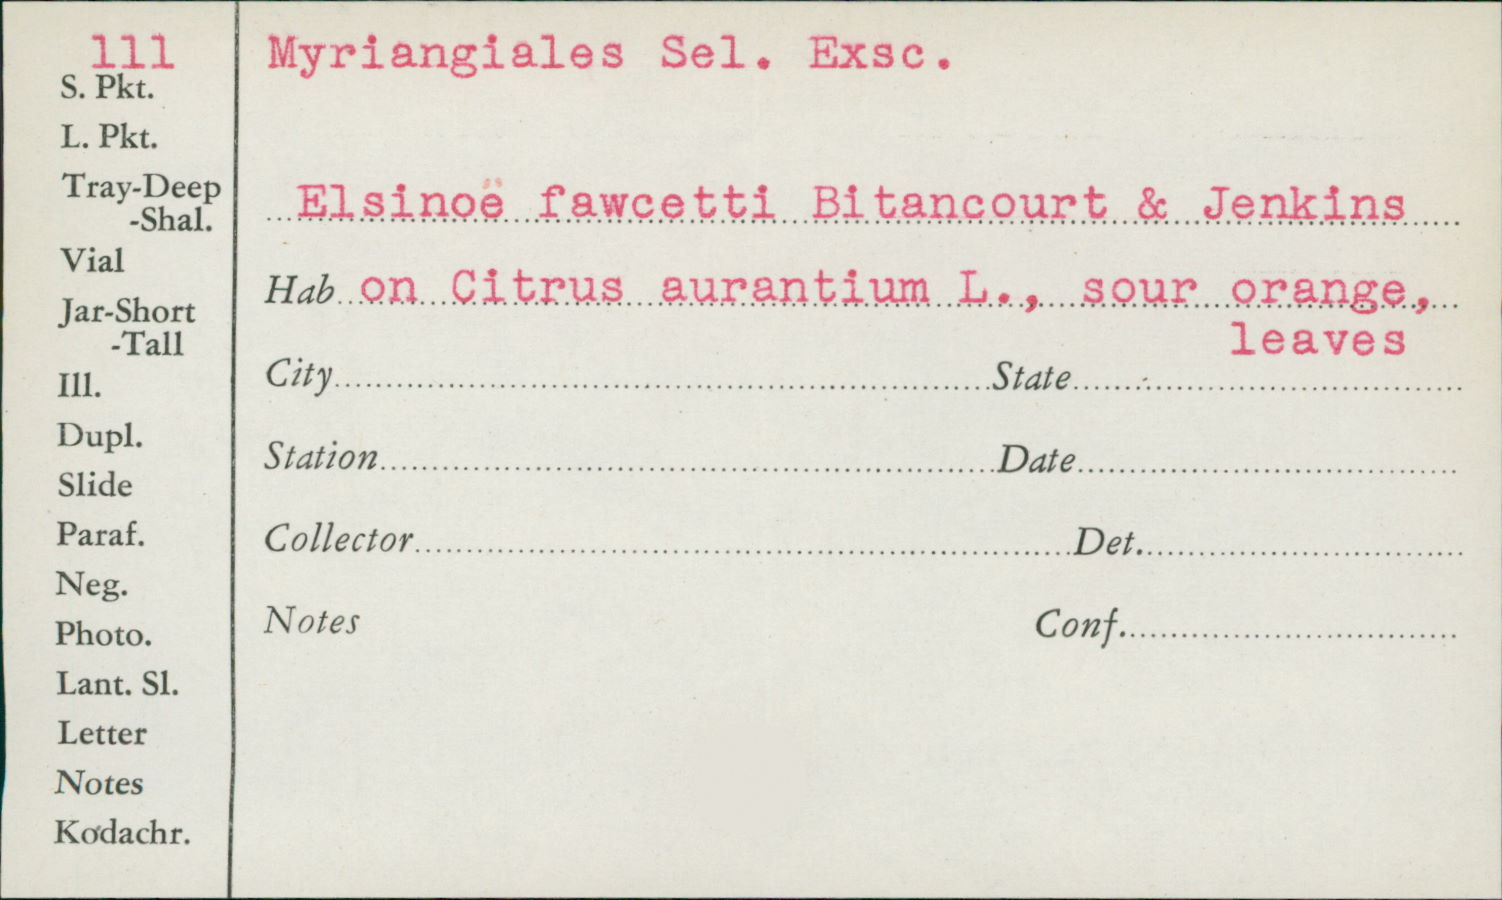 111
S. Pkt.
L. Pkt.
Tray-Deep
-Shal.
Vial
Jar-Short
-Tall
Ill.
Dupl.
Slide
Paraf.
Neg.
Photo.
Lant. Sl.
Letter
Notes
Kodachr.
Myriangiales Sel. Exsc.
Elsinoë fawcetti Bitancourt & Jenkins
Hab on Citrus aurantium L., sour orange,
leaves
City State
Station Date
Collector Det.
Notes Conf.